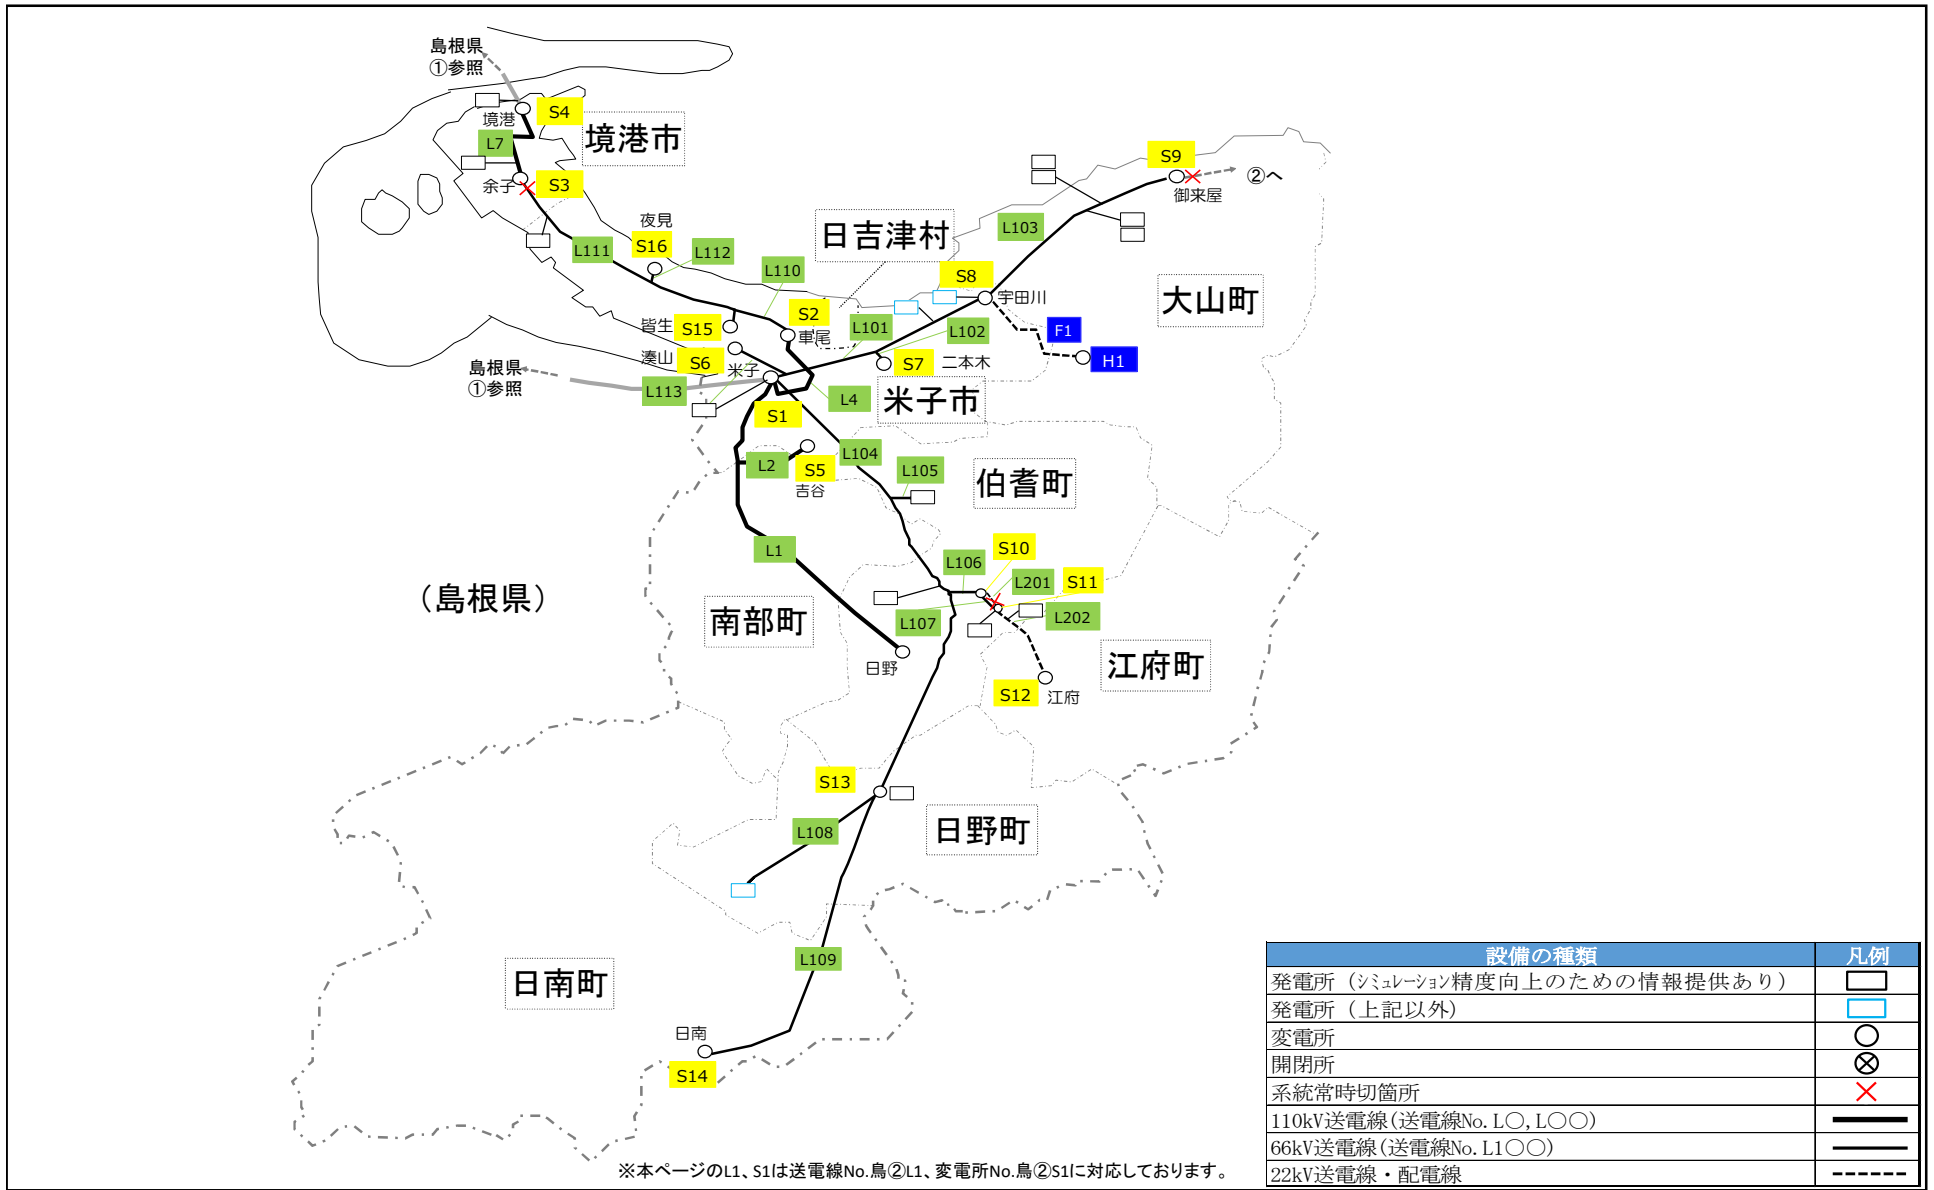 島根県
①参照
S4
境港
境港市
L7
余子
S3
S9
②へ
御来屋
夜見
S16
L112
L111
L110
日吉津村
L103
S8
宇田川
大山町
皆生
S15
S2
車尾
L101
L102
F1
H1
湊山
S6
米子
島根県
①参照
L113
S7
二本木
米子市
L4
S1
L104
L2
S5
吉谷
L105
伯耆町
L1
S10
L106
L201
S11
(島根県)
南部町
L107
L202
日野
江府町
S12
江府
S13
L108
日野町
L109
日南町
日南
S14
設備の種類 凡例
発電所(シミュレーション精度向上のための情報提供あり)
発電所(上記以外)
変電所
開閉所
系統常時切箇所
110kV送電線(送電線No.L○,L○○)
66kV送電線(送電線No.L1○○)
22kV送電線・配電線
※本ページのL1、S1は送電線No.鳥②L1、変電所No.鳥②S1に対応しております。